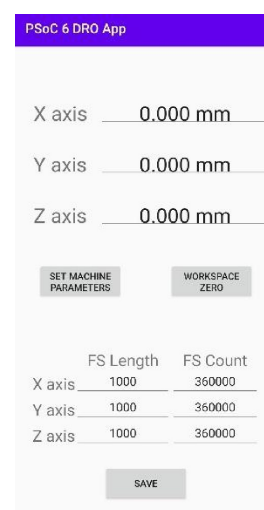 PSoC 6 DRO App
X axis 0.000 mm
Y axis 0.000 mm
Z axis 0.000 mm
SET MACHINE WORKSPACE
PARAMETERS ZERO
FS Length FS Count
X axis 1000 360000
Y axis 1000 360000
Z axis 1000 360000
SAVE